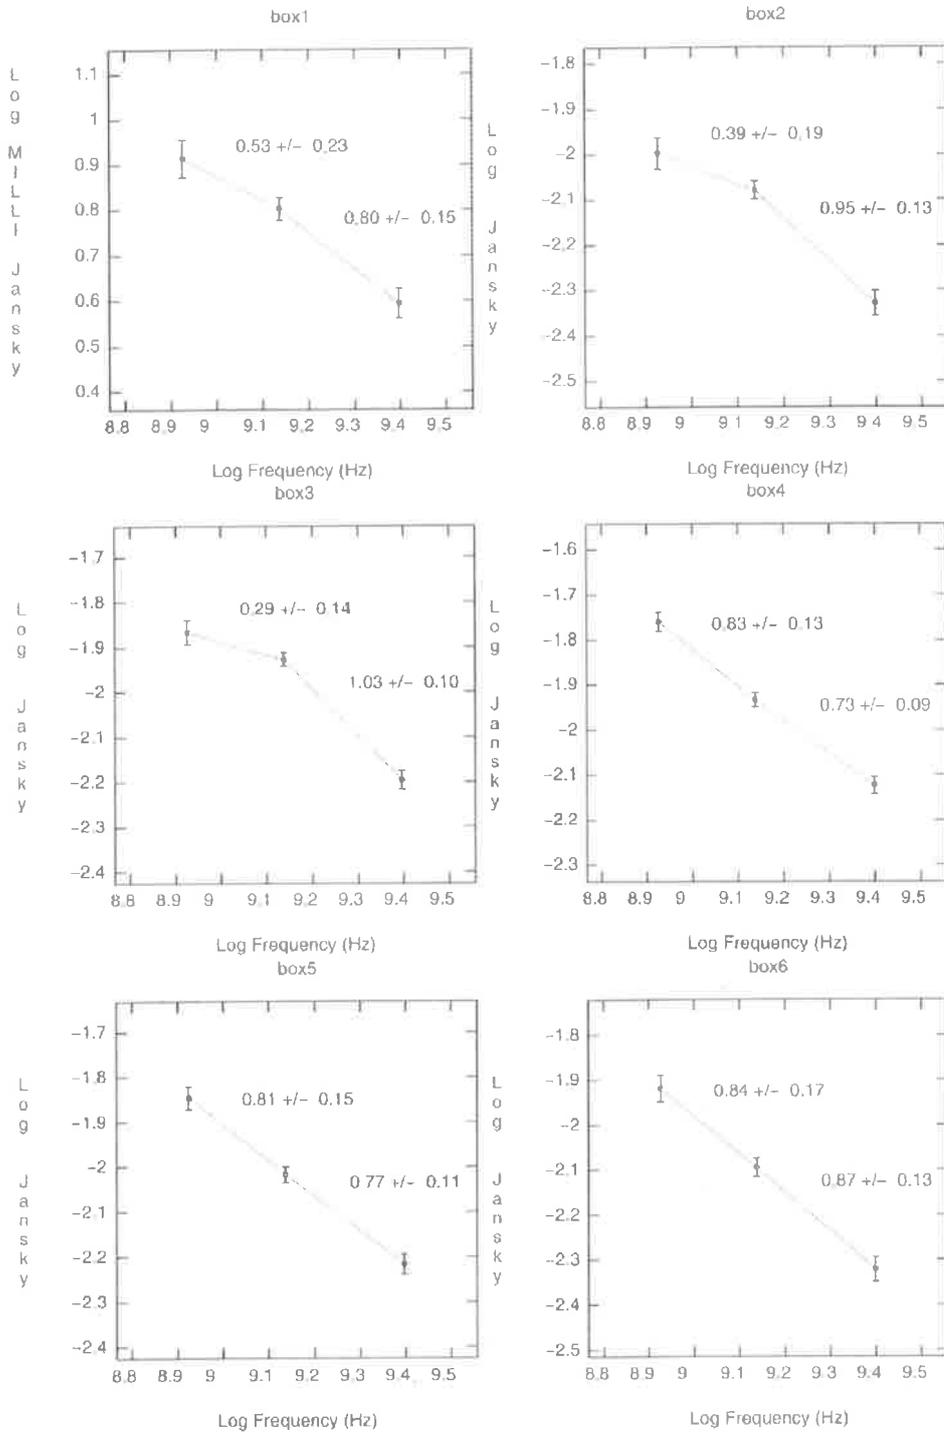 box1
Log MILLI Jansky
1.1
1
0.9
0.8
0.7
0.6
0.5
0.4
0.53 +/- 0.23
0.80 +/- 0.15
8.8 8.9 9 9.1 9.2 9.3 9.4 9.5
Log Frequency (Hz)
box2
Log Jansky
-1.8
-1.9
-2
-2.1
-2.2
-2.3
-2.4
-2.5
0.39 +/- 0.19
0.95 +/- 0.13
8.8 8.9 9 9.1 9.2 9.3 9.4 9.5
Log Frequency (Hz)
box3
Log Jansky
-1.7
-1.8
-1.9
-2
-2.1
-2.2
-2.3
-2.4
0.29 +/- 0.14
1.03 +/- 0.10
8.8 8.9 9 9.1 9.2 9.3 9.4 9.5
Log Frequency (Hz)
box4
Log Jansky
-1.6
-1.7
-1.8
-1.9
-2
-2.1
-2.2
-2.3
0.83 +/- 0.13
0.73 +/- 0.09
8.8 8.9 9 9.1 9.2 9.3 9.4 9.5
Log Frequency (Hz)
box5
Log Jansky
-1.7
-1.8
-1.9
-2
-2.1
-2.2
-2.3
-2.4
0.81 +/- 0.15
0.77 +/- 0.11
8.8 8.9 9 9.1 9.2 9.3 9.4 9.5
Log Frequency (Hz)
box6
Log Jansky
-1.8
-1.9
-2
-2.1
-2.2
-2.3
-2.4
-2.5
0.84 +/- 0.17
0.87 +/- 0.13
8.8 8.9 9 9.1 9.2 9.3 9.4 9.5
Log Frequency (Hz)